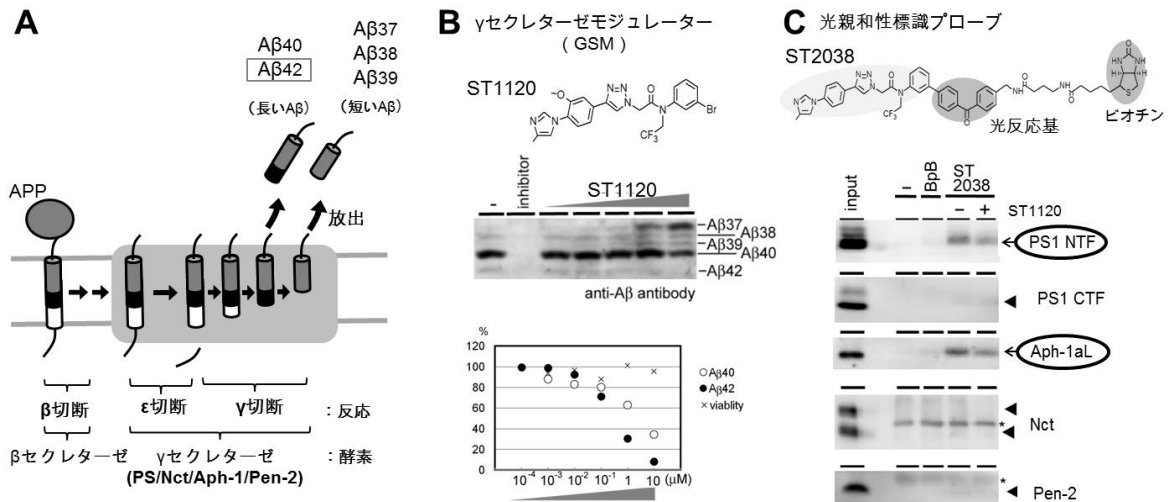 A
Aβ40
Aβ42
(長いAβ)
Aβ37
Aβ38
Aβ39
(短いAβ)
APP
放出
β切断
ε切断
γ切断
:反応
βセクレターゼ
γセクレターゼ
:酵素
(PS/Nct/Aph-1/Pen-2)
B
γセクレターゼモジュレーター
(GSM)
ST1120
O
N
N=N
N
O
N
Br
CF3
–
inhibitor
ST1120
Aβ37
Aβ38
Aβ39
Aβ40
Aβ42
anti-Aβ antibody
%
120
100
80
60
40
20
0
10-4
10-3
10-2
10-1
1
10 (μM)
Aβ40
Aβ42
viablity
C
光親和性標識プローブ
ST2038
CF3
光反応基
ビオチン
input
–
BpB
ST
2038
– +
ST1120
PS1 NTF
PS1 CTF
Aph-1aL
Nct
*
Pen-2
*